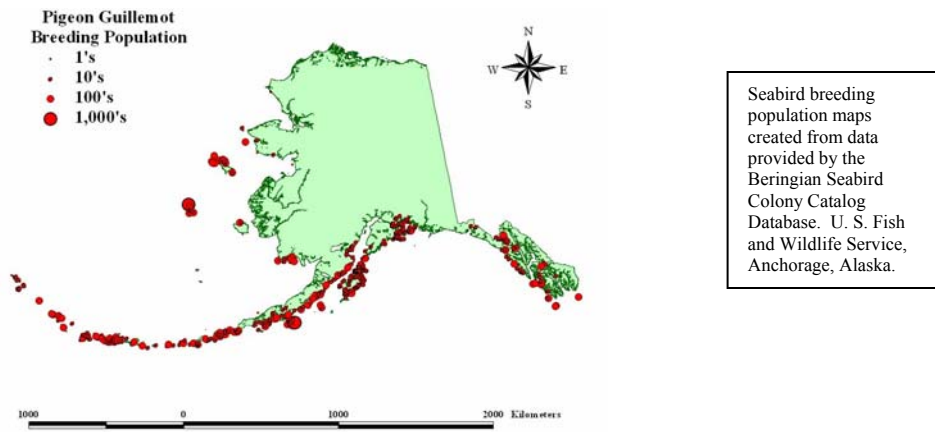 Pigeon Guillemot
Breeding Population
1's
10's
100's
1,000's
N
W E
S
Seabird breeding
population maps
created from data
provided by the
Beringian Seabird
Colony Catalog
Database. U. S. Fish
and Wildlife Service,
Anchorage, Alaska.
1000 0 1000 2000 Kilometers